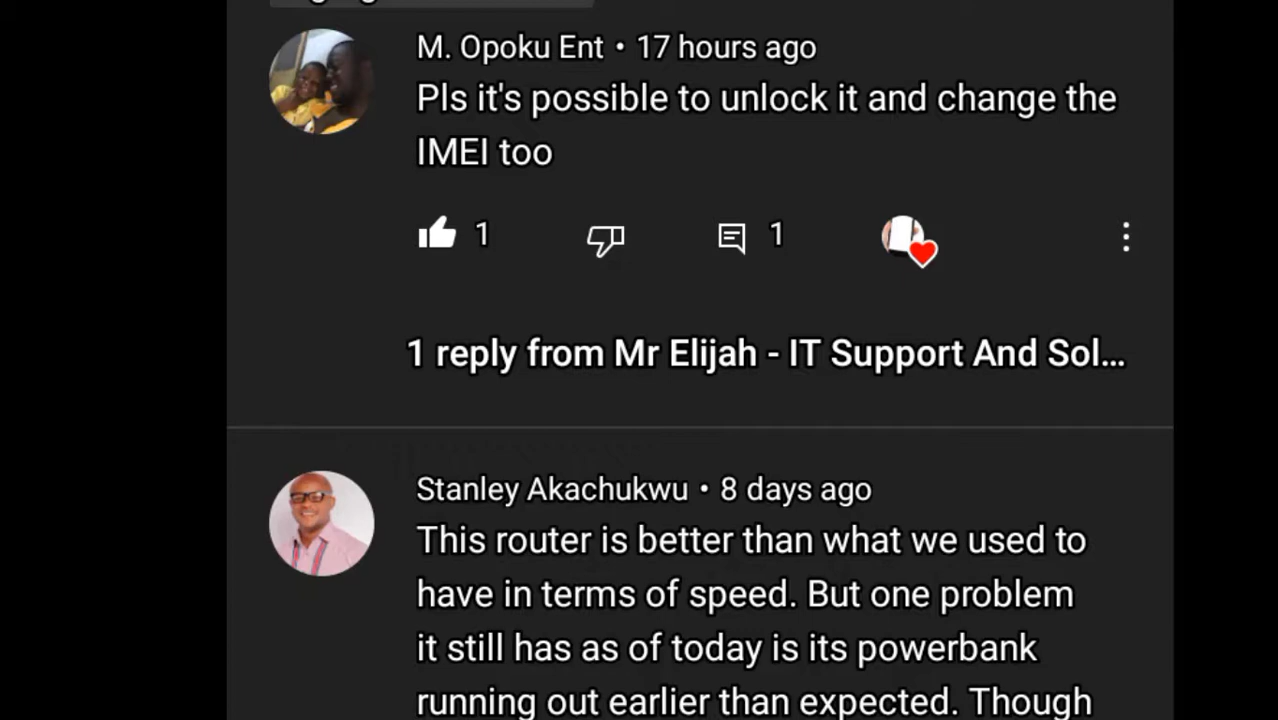 M. Opoku Ent • 17 hours ago
Pls it's possible to unlock it and change the
IMEI too
1
1
1 reply from Mr Elijah - IT Support And Sol...
Stanley Akachukwu • 8 days ago
This router is better than what we used to
have in terms of speed. But one problem
it still has as of today is its powerbank
running out earlier than expected. Though